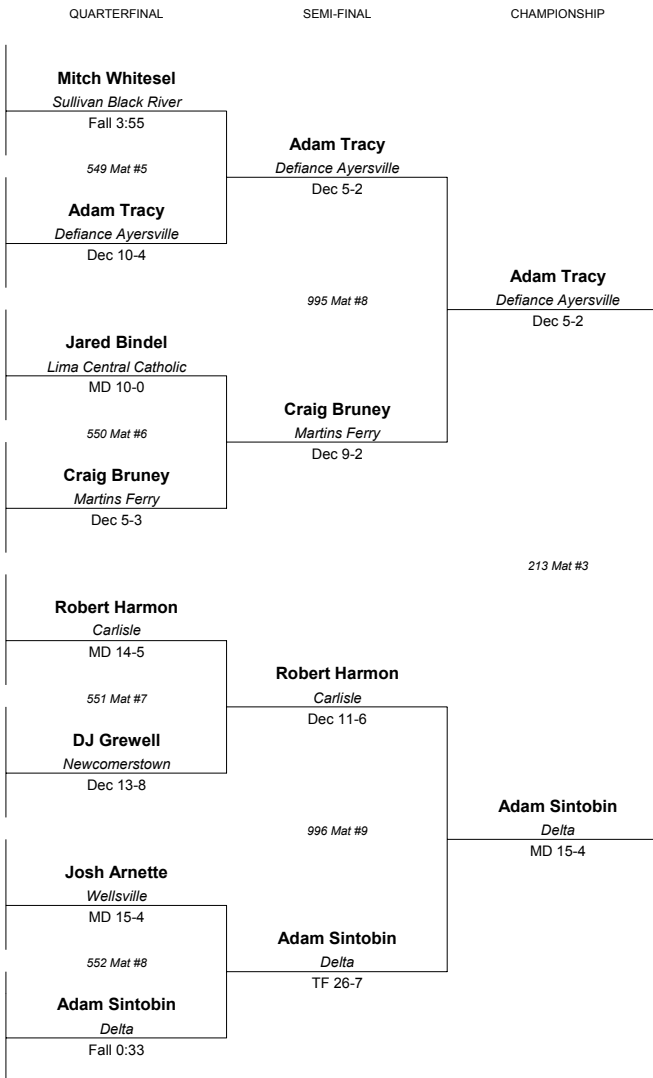 QUARTERFINAL
SEMI-FINAL
CHAMPIONSHIP
Mitch Whitesel
Sullivan Black River
Fall 3:55
549 Mat #5
Adam Tracy
Defiance Ayersville
Dec 10-4
Adam Tracy
Defiance Ayersville
Dec 5-2
Jared Bindel
Lima Central Catholic
MD 10-0
550 Mat #6
Craig Bruney
Martins Ferry
Dec 5-3
995 Mat #8
Craig Bruney
Martins Ferry
Dec 9-2
Adam Tracy
Defiance Ayersville
Dec 5-2
213 Mat #3
Robert Harmon
Carlisle
MD 14-5
551 Mat #7
DJ Grewell
Newcomerstown
Dec 13-8
Robert Harmon
Carlisle
Dec 11-6
996 Mat #9
Josh Arnette
Wellsville
MD 15-4
552 Mat #8
Adam Sintobin
Delta
Fall 0:33
Adam Sintobin
Delta
TF 26-7
Adam Sintobin
Delta
MD 15-4